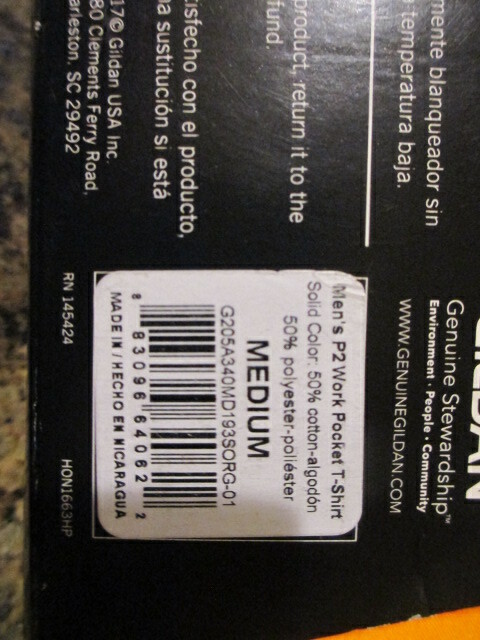 mente blanqueador sin
temperatura baja.
product, return it to the
fund.
isfecho con el producto,
a sustitución si está
17 © Gildan USA Inc.
80 Clements Ferry Road,
arleston, SC 29492
Genuine Stewardship™
Environment · People · Community
WWW.GENUINEGILDAN.COM
Men's P2 Work Pocket T-Shirt
Solid Color: 50% cotton-algodón
50% polyester-poliéster
MEDIUM
G205A340MD193SORG-01
8 83096 64062 2
MADE IN / HECHO EN NICARAGUA
RN 145424
HON1663HP